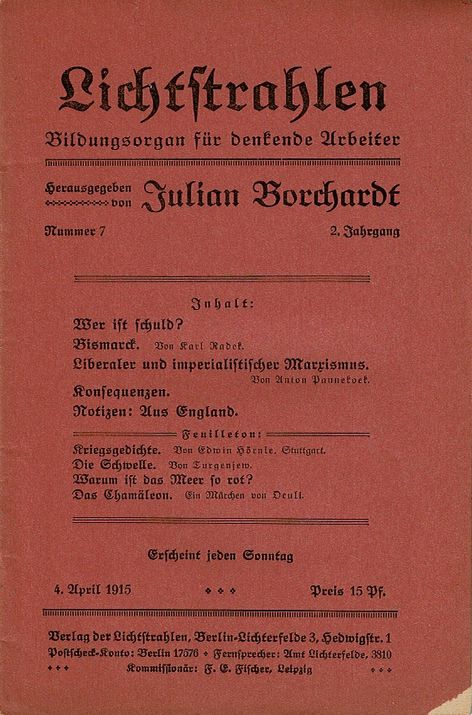 Lichtstrahlen
Bildungsorgan für denkende Arbeiter
Herausgegeben von Julian Borchardt
Nummer 7 2. Jahrgang
Inhalt:
Wer ist schuld?
Bismarck. Von Karl Radek.
Liberaler und imperialistischer Marxismus.
Von Anton Pannekoek.
Konsequenzen.
Notizen: Aus England.
Feuilleton:
Kriegsgedichte. Von Edwin Hörnle, Stuttgart.
Die Schwelle. Von Turgenjew.
Warum ist das Meer so rot?
Das Chamäleon. Ein Märchen von Deuli.
Erscheint jeden Sonntag
4. April 1915 Preis 15 Pf.
Verlag der Lichtstrahlen, Berlin-Lichterfelde 3, Hedwigstr. 1
Postscheck-Konto: Berlin 17576 Fernsprecher: Amt Lichterfelde, 3810
Kommissionär: F. E. Fischer, Leipzig